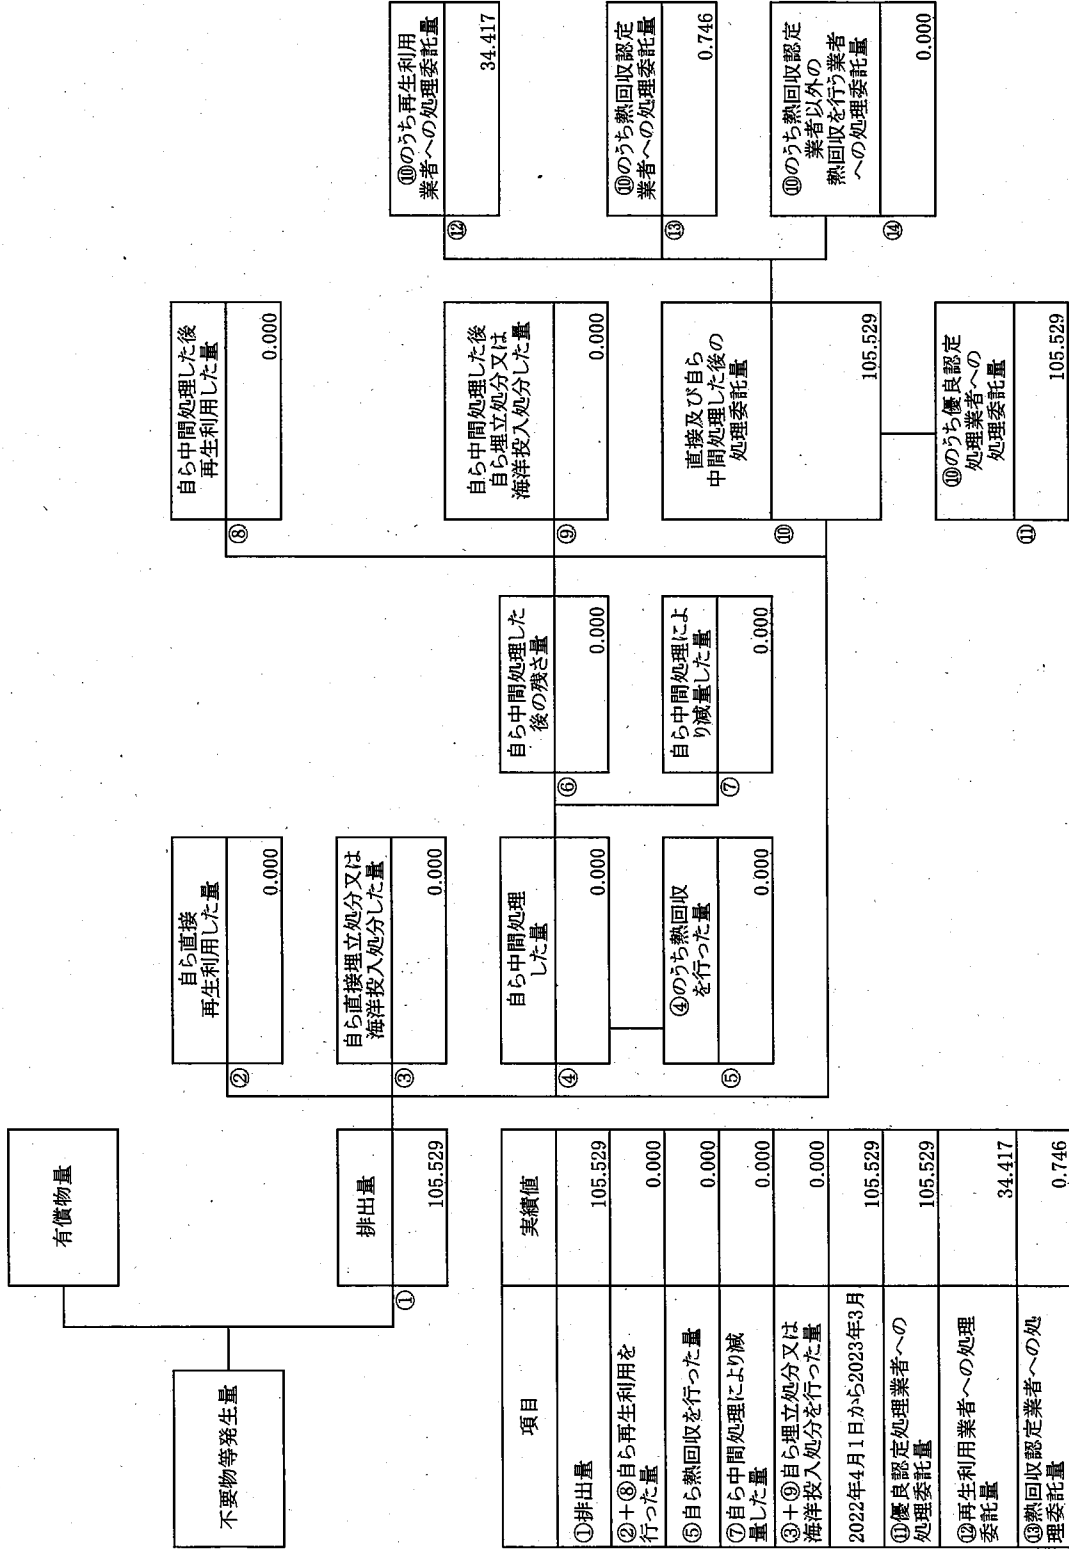 不要物等発生量
有償物量
①
排出量
105.529
②
自ら直接
再生利用した量
0.000
③
自ら直接埋立処分又は
海洋投入処分した量
0.000
④
自ら中間処理
した量
0.000
⑤
④のうち熱回収
を行った量
0.000
⑥
自ら中間処理した
後の残さ量
0.000
⑦
自ら中間処理によ
り減量した量
0.000
⑧
自ら中間処理した後
再生利用した量
0.000
⑨
自ら中間処理した後
自ら埋立処分又は
海洋投入処分した量
0.000
⑩
直接及び自ら
中間処理した後の
処理委託量
105.529
⑪
⑩のうち優良認定
処理業者への
処理委託量
105.529
⑫
⑩のうち再生利用
業者への処理委託量
34.417
⑬
⑩のうち熱回収認定
業者への処理委託量
0.746
⑭
⑩のうち熱回収認定
業者以外の
熱回収を行う業者
への処理委託量
0.000
項目 実績値
①排出量 105.529
②+⑧自ら再生利用を
行った量 0.000
⑤自ら熱回収を行った量 0.000
⑦自ら中間処理により減
量した量 0.000
③+⑨自ら埋立処分又は
海洋投入処分を行った量 0.000
2022年4月1日から2023年3月 105.529
⑪優良認定処理業者への
処理委託量 105.529
⑫再生利用業者への処理
委託量 34.417
⑬熱回収認定業者への処
理委託量 0.746